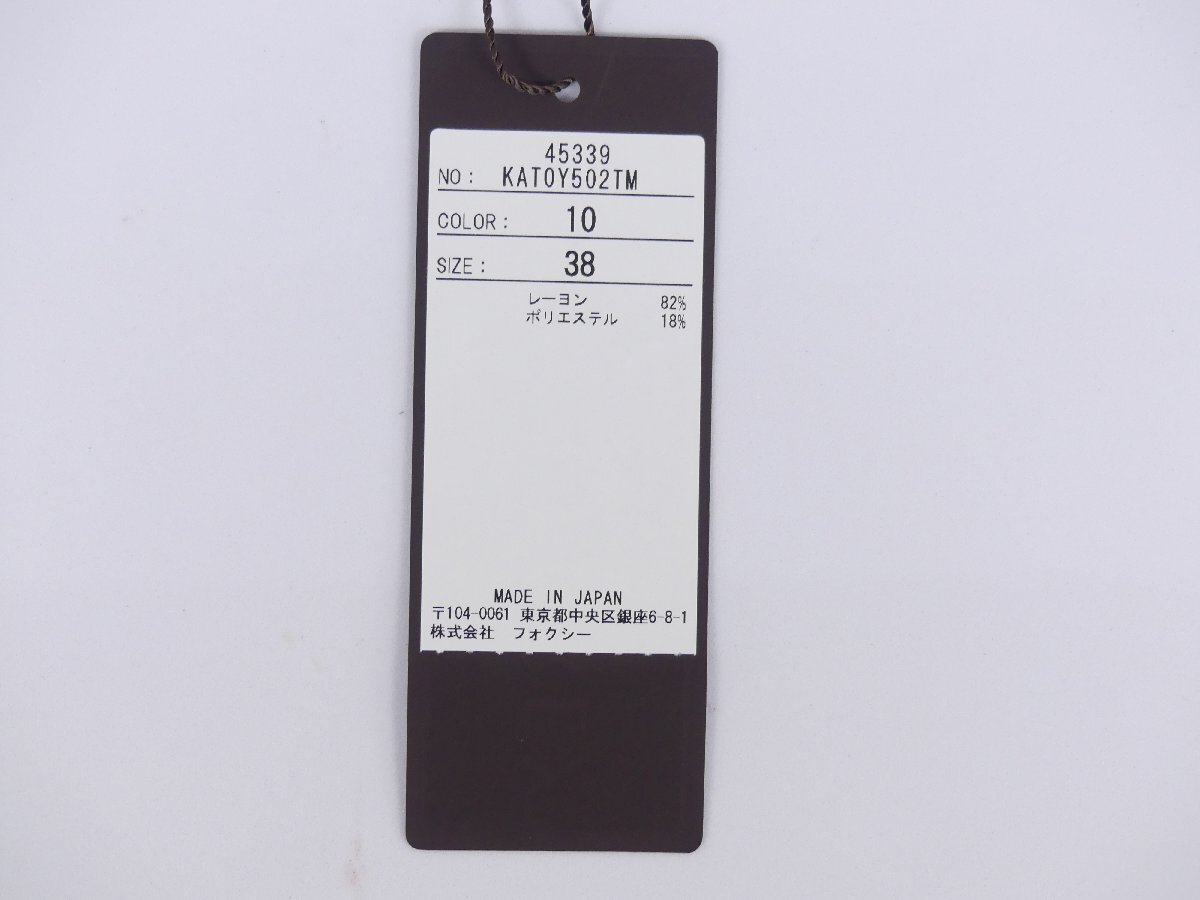 45339
NO: KAT0Y502TM
COLOR: 10
SIZE: 38
レーヨン 82%
ポリエステル 18%
MADE IN JAPAN
〒104-0061 東京都中央区銀座6-8-1
株式会社 フォクシー